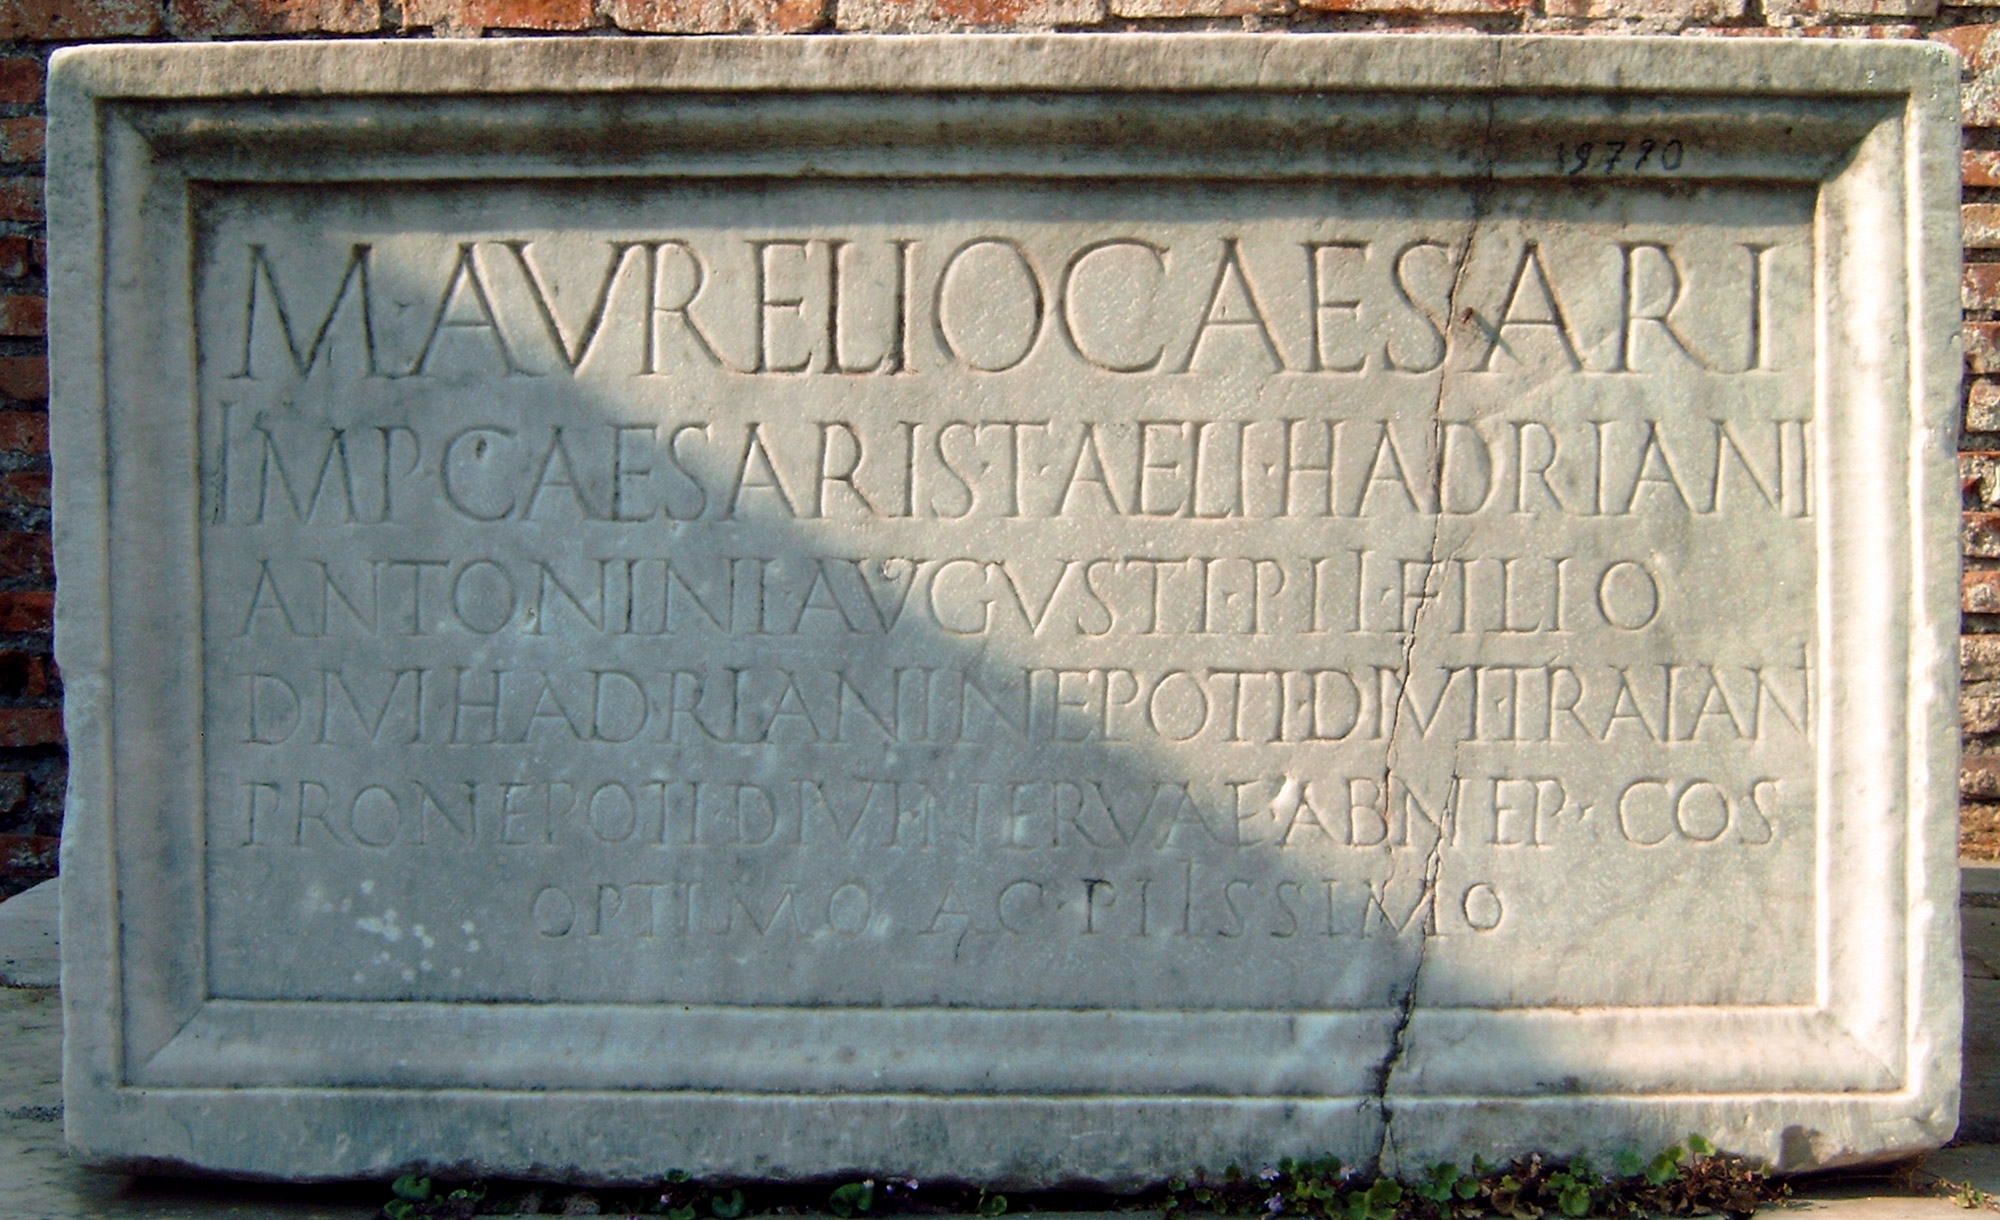 19790
M·AVRELIO CAESARI
IMP·CAESARIS·T·AELI·HADRIANI
ANTONINI·AVGVSTI·PII·FILIO
DIVI HADRIANI NEPOTI·DIVI·TRAIANI
PRONEPOTI·DIVI·NERVAE·ABNEP·COS
OPTIMO AC·PIISSIMO